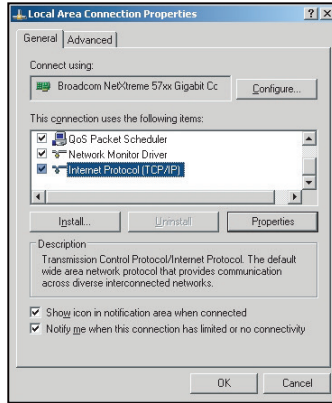 Local Area Connection Properties
General
Advanced
Connect using:
Broadcom NetXtreme 57xx Gigabit Cc
Configure...
This connection uses the following items:
QoS Packet Scheduler
Network Monitor Driver
Internet Protocol (TCP/IP)
Install...
Uninstall
Properties
Description
Transmission Control Protocol/Internet Protocol. The default
wide area network protocol that provides communication
across diverse interconnected networks.
Show icon in notification area when connected
Notify me when this connection has limited or no connectivity
OK
Cancel